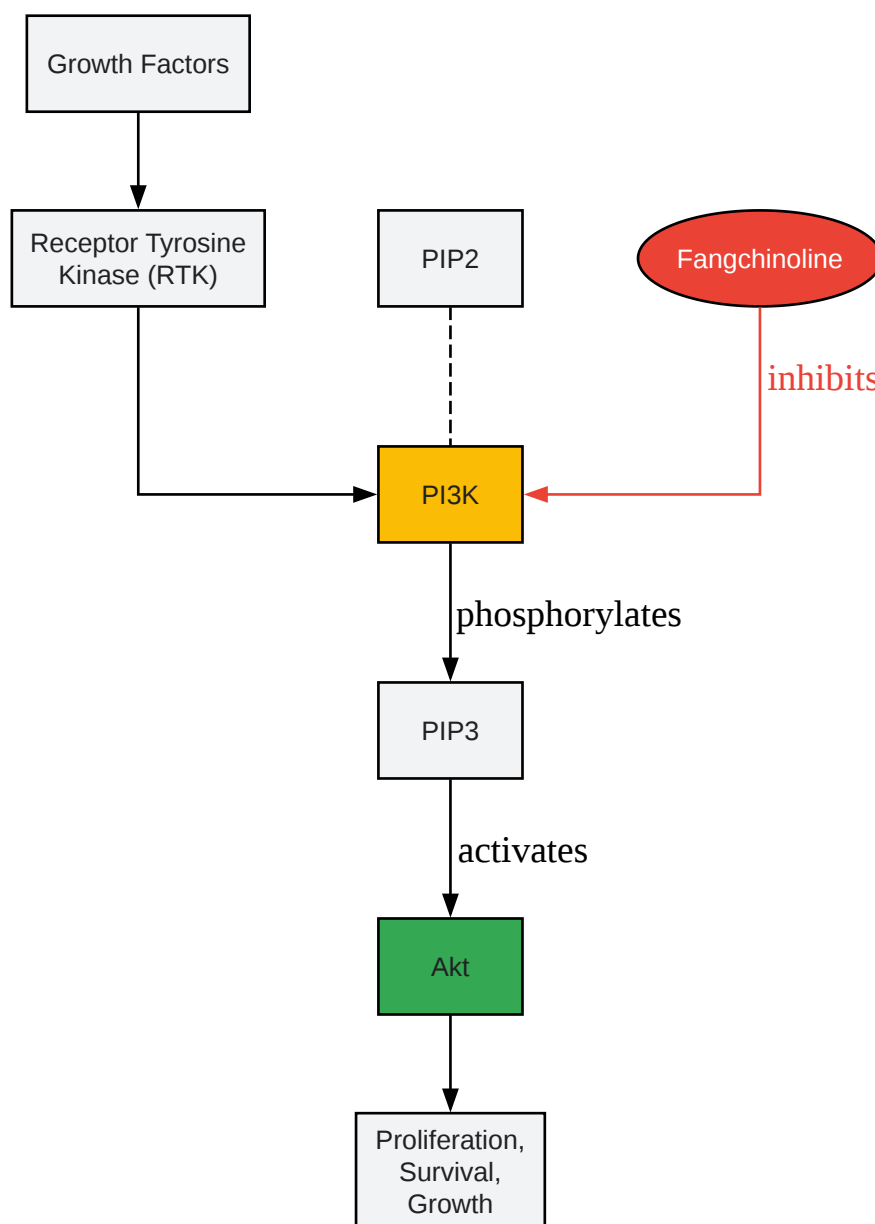 Growth Factors
Receptor Tyrosine
Kinase (RTK)
PIP2
Fangchinoline
inhibits
PI3K
phosphorylates
PIP3
activates
Akt
Proliferation,
Survival,
Growth